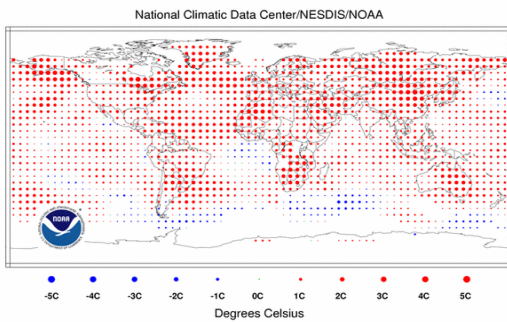 National Climatic Data Center/NESDIS/NOAA
NOAA
-5C -4C -3C -2C -1C 0C 1C 2C 3C 4C 5C
Degrees Celsius